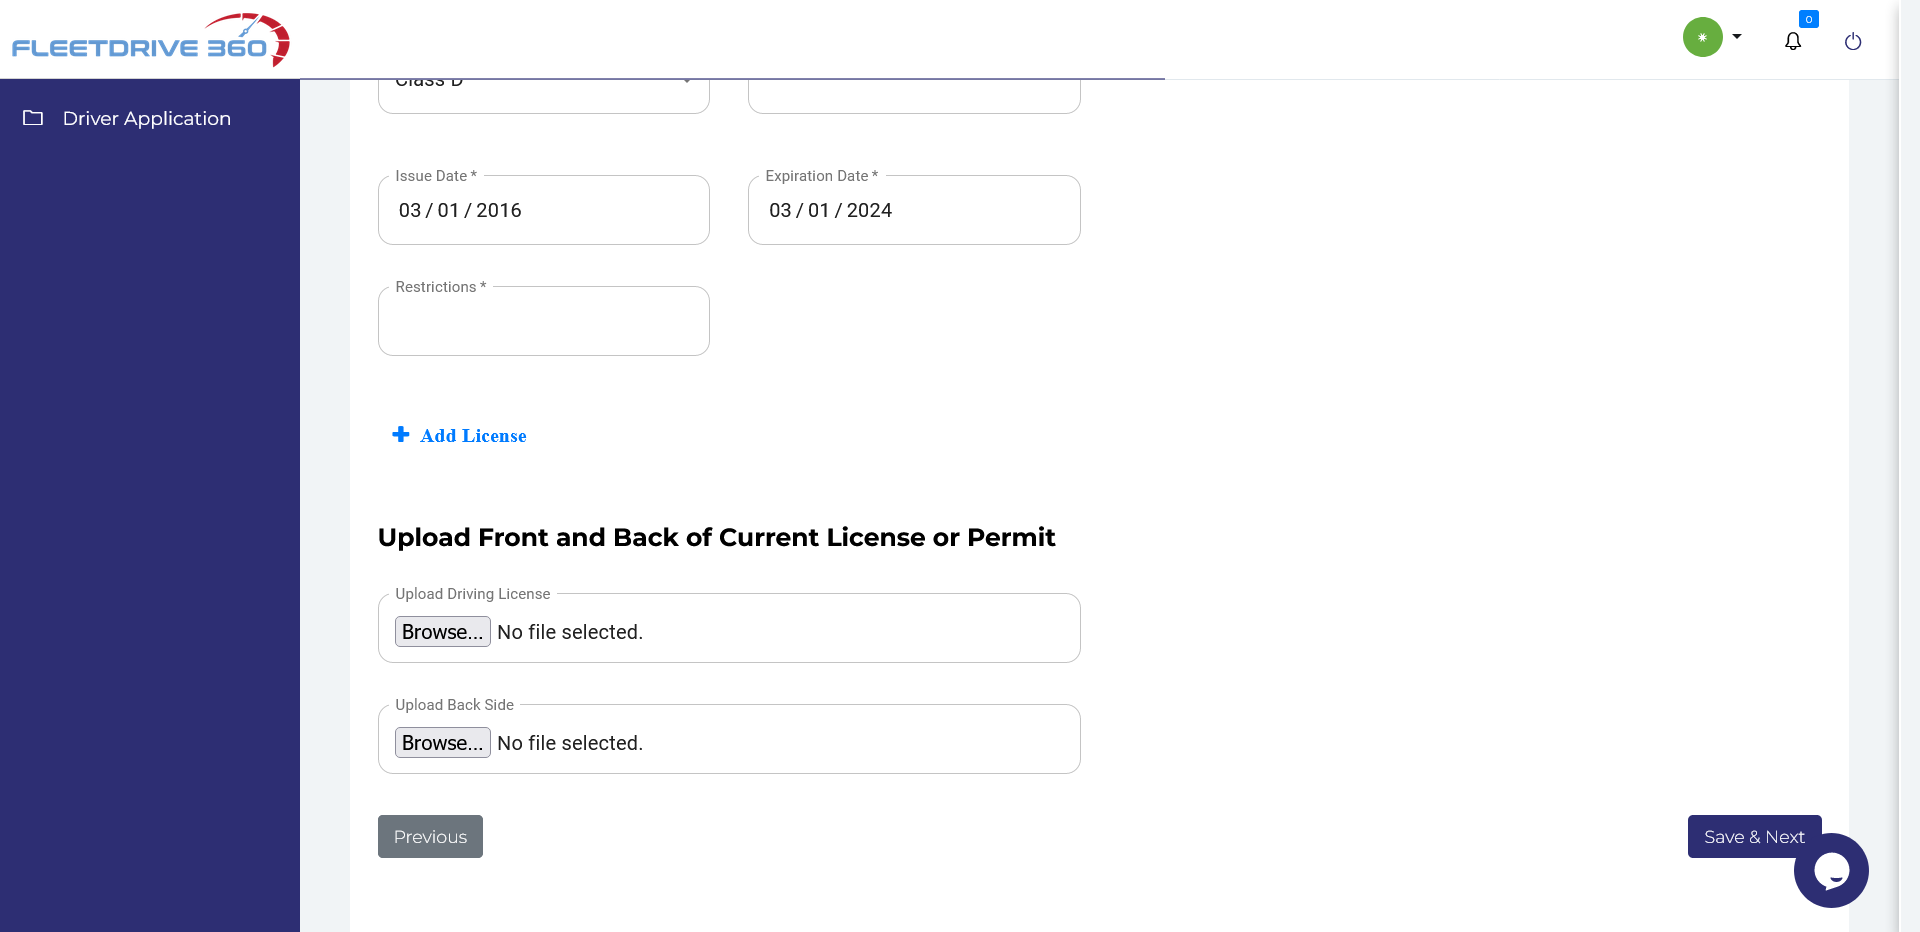 FLEETDRIVE 360
0
Driver Application
Class D
Issue Date *
Expiration Date *
03 / 01 / 2016
03 / 01 / 2024
Restrictions *
Add License
Upload Front and Back of Current License or Permit
Upload Driving License
Browse... No file selected.
Upload Back Side
Browse... No file selected.
Previous
Save & Next